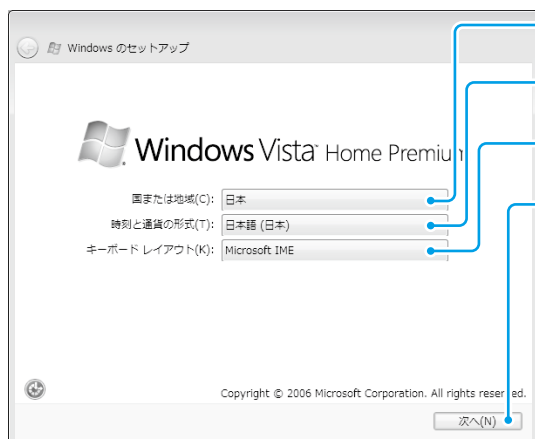 Windows のセットアップ
Windows Vista™ Home Premium
国または地域(C): 日本
時刻と通貨の形式(T): 日本語 (日本)
キーボード レイアウト(K): Microsoft IME
Copyright © 2006 Microsoft Corporation. All rights reserved.
次へ(N)